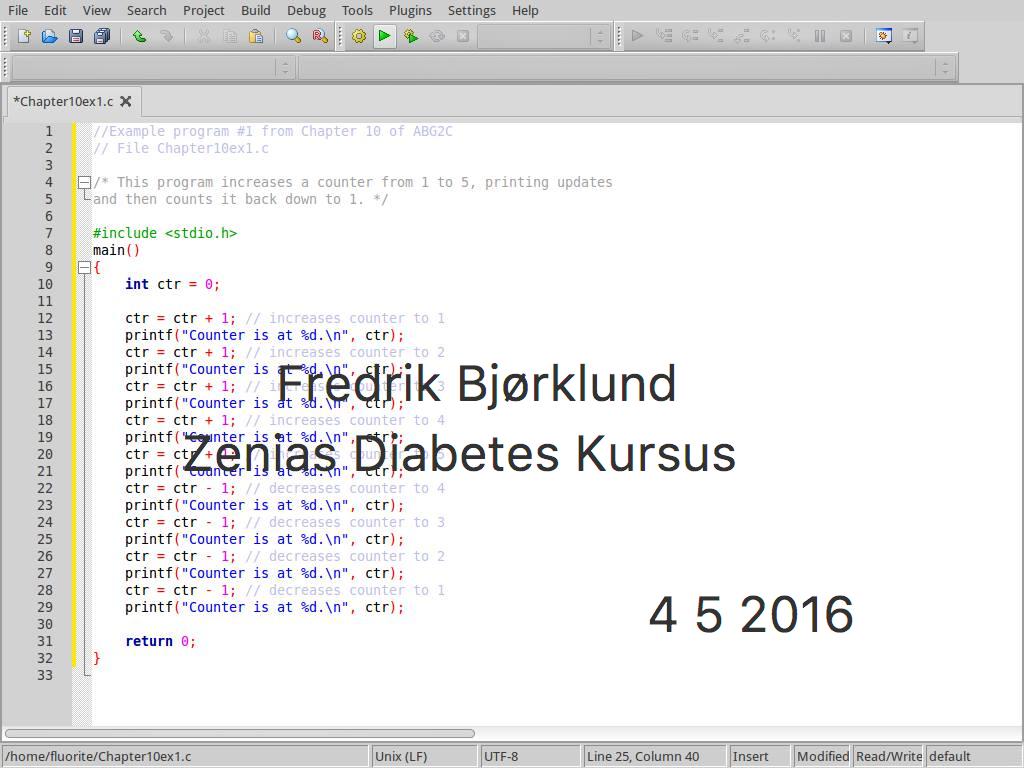 File Edit View Search Project Build Debug Tools Plugins Settings Help
*Chapter10ex1.c
1 //Example program #1 from Chapter 10 of ABG2C
2 // File Chapter10ex1.c
3
4 /* This program increases a counter from 1 to 5, printing updates
5 and then counts it back down to 1. */
6
7 #include <stdio.h>
8 main()
9 {
10 int ctr = 0;
11
12 ctr = ctr + 1; // increases counter to 1
13 printf("Counter is at %d.\n", ctr);
14 ctr = ctr + 1; // increases counter to 2
15 printf("Counter is at %d.\n", ctr);
16 ctr = ctr + 1; // increases counter to 3
Fredrik Bjørklund
17 printf("Counter is at %d.\n", ctr);
18 ctr = ctr + 1; // increases counter to 4
19 printf("Counter is at %d.\n", ctr);
20 ctr = ctr + 1; // increases counter to 5
Zenias Diabetes Kursus
21 printf("Counter is at %d.\n", ctr);
22 ctr = ctr - 1; // decreases counter to 4
23 printf("Counter is at %d.\n", ctr);
24 ctr = ctr - 1; // decreases counter to 3
25 printf("Counter is at %d.\n", ctr);
26 ctr = ctr - 1; // decreases counter to 2
27 printf("Counter is at %d.\n", ctr);
28 ctr = ctr - 1; // decreases counter to 1
29 printf("Counter is at %d.\n", ctr);
4 5 2016
30
31 return 0;
32 }
33
/home/fluorite/Chapter10ex1.c Unix (LF) UTF-8 Line 25, Column 40 Insert Modified Read/Write default